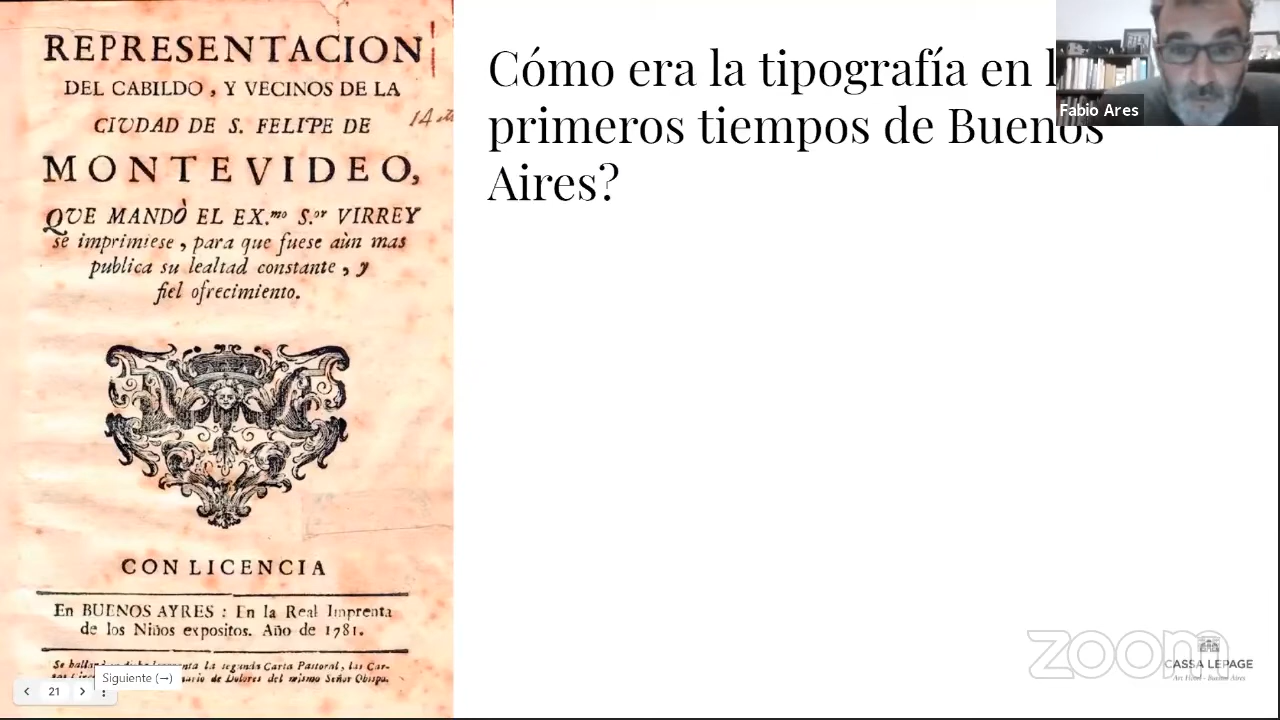 REPRESENTACION
DEL CABILDO , Y VECINOS DE LA
CIUDAD DE S. FELIPE DE
MONTEVIDEO,
QUE MANDÒ EL EX.mo S.or VIRREY
se imprimiese , para que fuese aùn mas
publica su lealtad constante , y
fiel ofrecimiento.
CON LICENCIA
En BUENOS AYRES : En la Real Imprenta
de los Niños expositos. Año de 1781.
la segunda Carta Pastoral, las Car-
de Dolores del mismo Señor Obispo.
14
Cómo era la tipografía en
primeros tiempos de Buenos
Aires?
Fabio Ares
21
Siguiente (→)
zoom
CASSA LEPAGE
Art Hotel - Buenos Aires